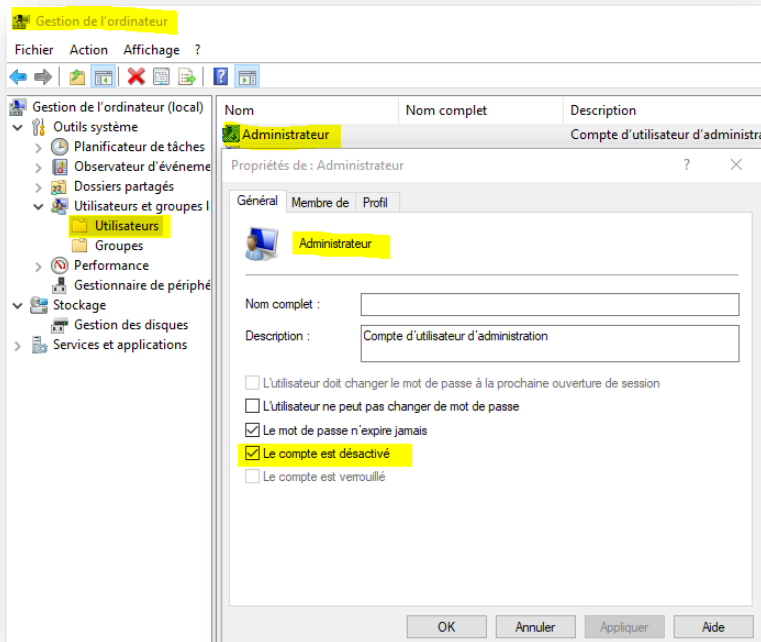 Gestion de l'ordinateur
Fichier Action Affichage ?
Gestion de l'ordinateur (local)
Outils système
Planificateur de tâches
Observateur d'événeme
Dossiers partagés
Utilisateurs et groupes l
Utilisateurs
Groupes
Performance
Gestionnaire de périphé
Stockage
Gestion des disques
Services et applications
Nom Nom complet Description
Administrateur Compte d'utilisateur d'administra
Propriétés de : Administrateur ? ×
Général Membre de Profil
Administrateur
Nom complet :
Description : Compte d'utilisateur d'administration
L'utilisateur doit changer le mot de passe à la prochaine ouverture de session
L'utilisateur ne peut pas changer de mot de passe
Le mot de passe n'expire jamais
Le compte est désactivé
Le compte est verrouillé
OK Annuler Appliquer Aide